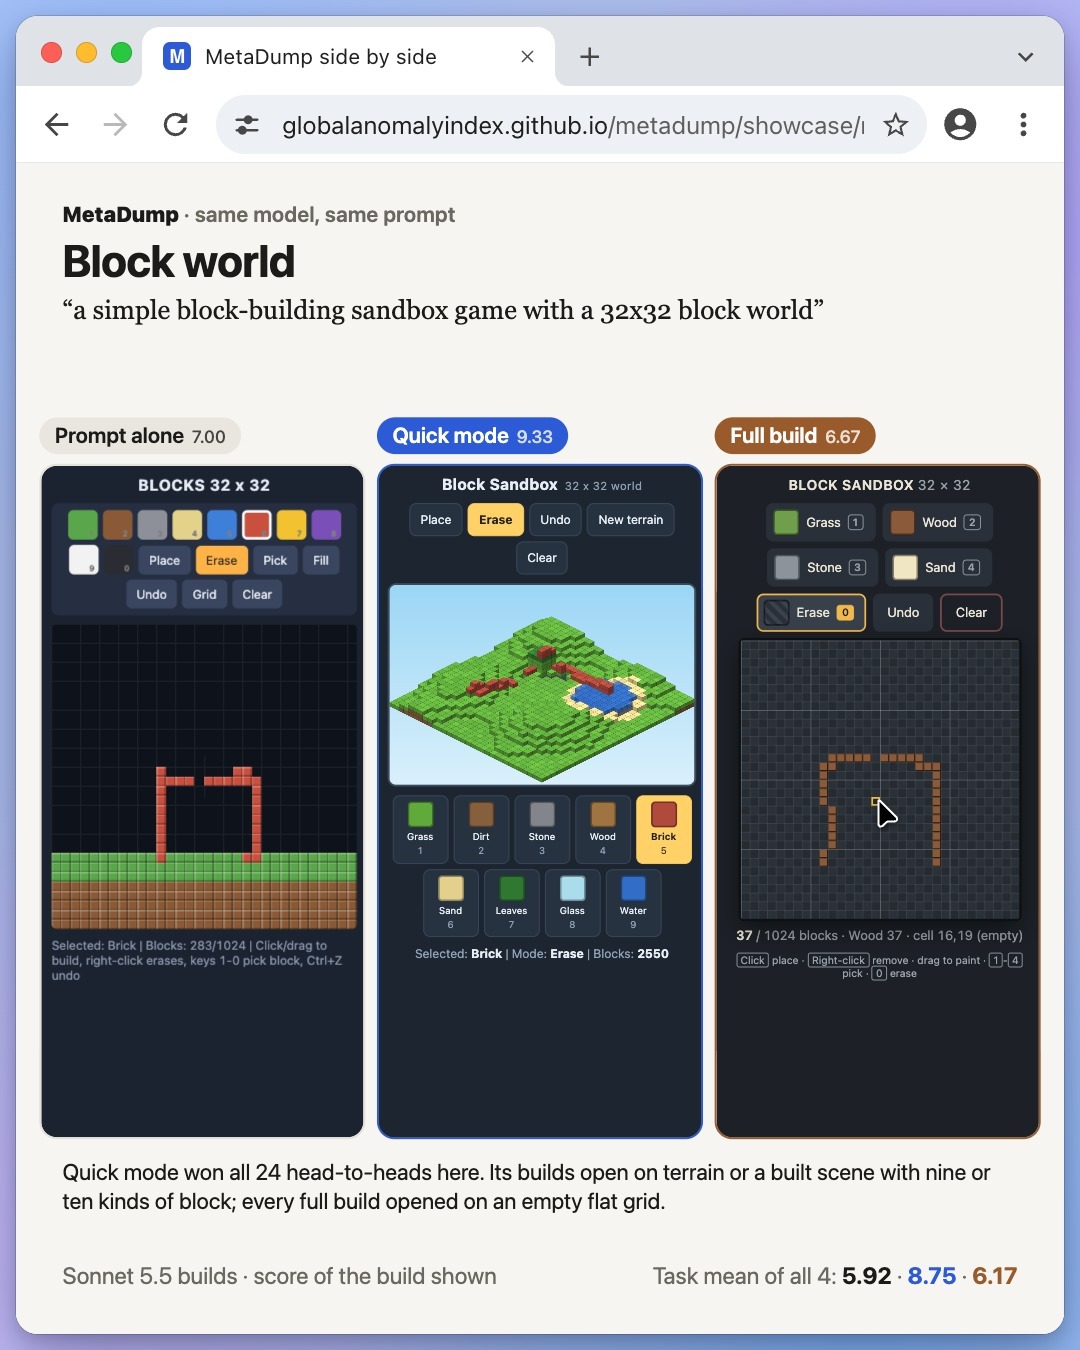 M MetaDump side by side
globalanomalyindex.github.io/metadump/showcase/
MetaDump · same model, same prompt
Block world
“a simple block-building sandbox game with a 32x32 block world”
Prompt alone 7.00
BLOCKS 32 x 32
2 3 4 7
9 0 Place Erase Pick Fill
Undo Grid Clear
Selected: Brick | Blocks: 283/1024 | Click/drag to
build, right-click erases, keys 1-0 pick block, Ctrl+Z
undo
Quick mode 9.33
Block Sandbox 32 x 32 world
Place Erase Undo New terrain
Clear
Grass Dirt Stone Wood Brick
1 2 3 4 5
Sand Leaves Glass Water
6 7 8 9
Selected: Brick | Mode: Erase | Blocks: 2550
Full build 6.67
BLOCK SANDBOX 32 × 32
Grass 1 Wood 2
Stone 3 Sand 4
Erase 0 Undo Clear
37 / 1024 blocks · Wood 37 · cell 16,19 (empty)
Click place · Right-click remove · drag to paint · 1-4
pick · 0 erase
Quick mode won all 24 head-to-heads here. Its builds open on terrain or a built scene with nine or
ten kinds of block; every full build opened on an empty flat grid.
Sonnet 5.5 builds · score of the build shown
Task mean of all 4: 5.92 · 8.75 · 6.17